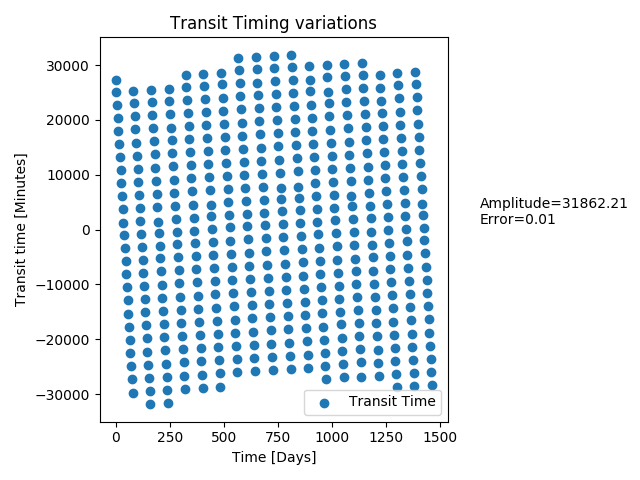 Transit Timing variations
Transit time [Minutes]
30000
20000
10000
0
−10000
−20000
−30000
0
250
500
750
1000
1250
1500
Time [Days]
Transit Time
Amplitude=31862.21
Error=0.01